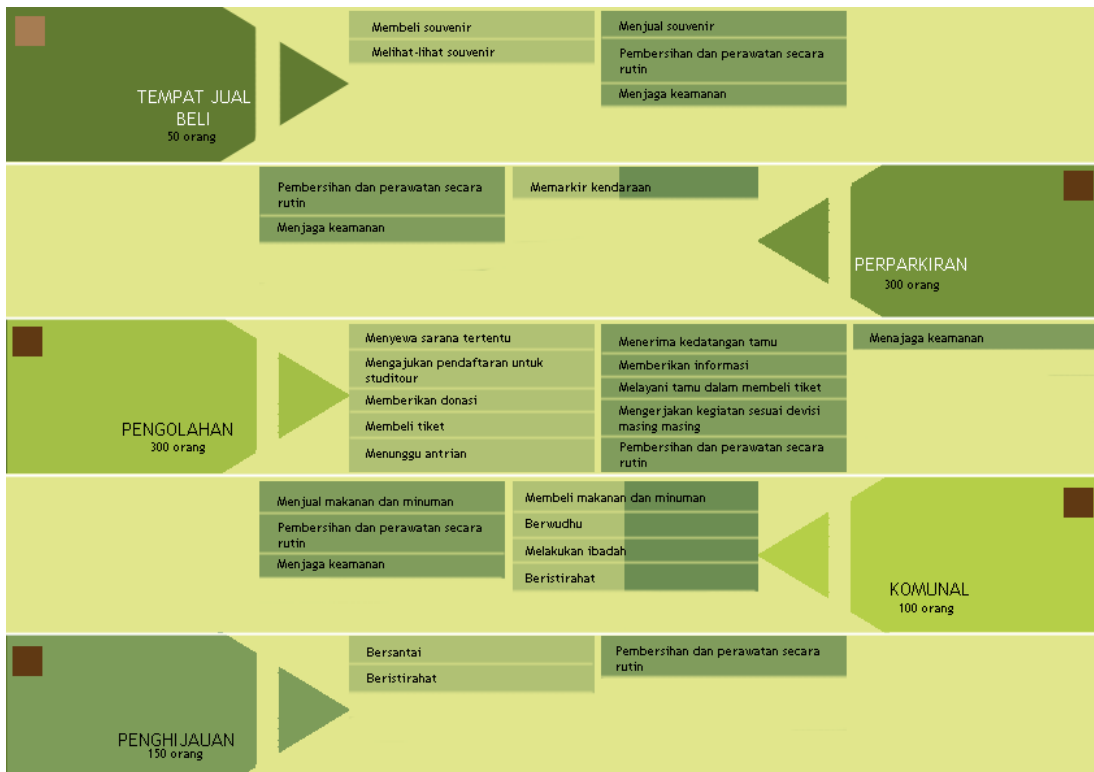 TEMPAT JUAL
BELI
50 orang
Membeli souvenir
Melihat-lihat souvenir
Menjual souvenir
Pembersihan dan perawatan secara
rutin
Menjaga keamanan
Pembersihan dan perawatan secara
rutin
Menjaga keamanan
Memarkir kendaraan
PERPARKIRAN
300 orang
PENGOLAHAN
300 orang
Menyewa sarana tertentu
Mengajukan pendaftaran untuk
studitour
Memberikan donasi
Membeli tiket
Menunggu antrian
Menerima kedatangan tamu
Memberikan informasi
Melayani tamu dalam membeli tiket
Mengerjakan kegiatan sesuai devisi
masing masing
Pembersihan dan perawatan secara
rutin
Menajaga keamanan
Menjual makanan dan minuman
Pembersihan dan perawatan secara
rutin
Menjaga keamanan
Membeli makanan dan minuman
Berwudhu
Melakukan ibadah
Beristirahat
KOMUNAL
100 orang
PENGHIJAUAN
150 orang
Bersantai
Beristirahat
Pembersihan dan perawatan secara
rutin